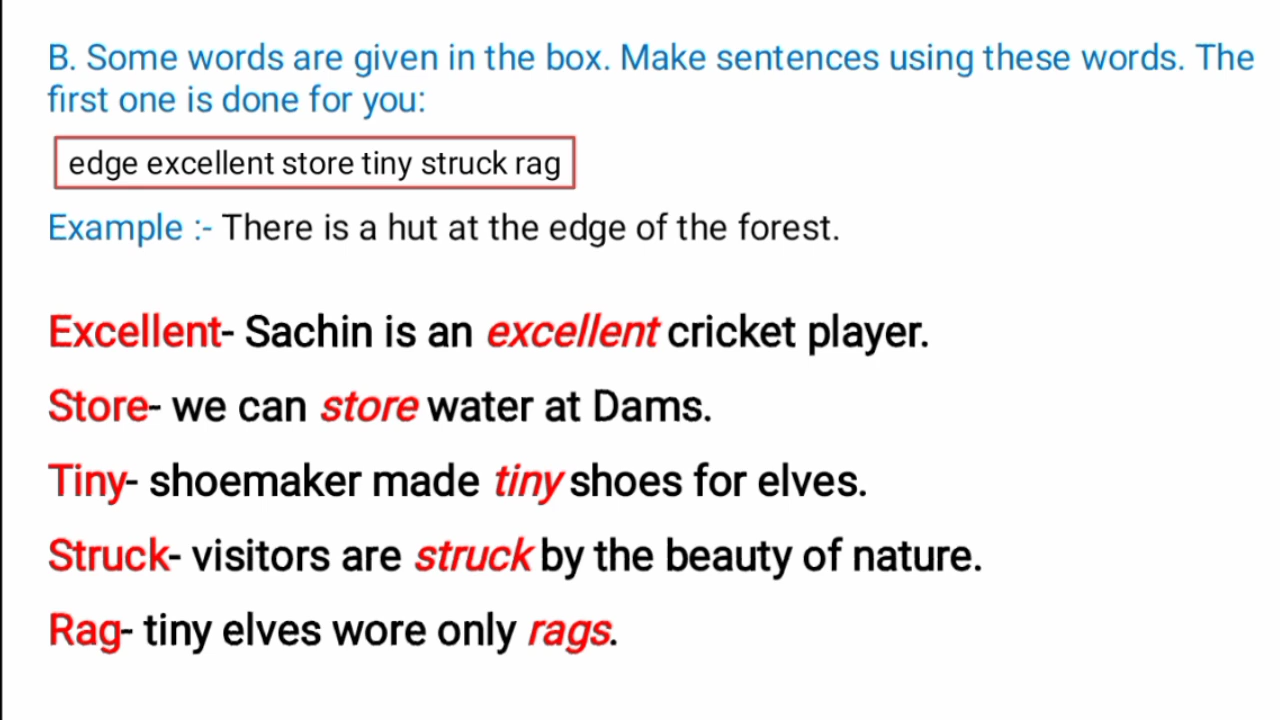 B. Some words are given in the box. Make sentences using these words. The
first one is done for you:
edge excellent store tiny struck rag
Example :- There is a hut at the edge of the forest.
Excellent- Sachin is an excellent cricket player.
Store- we can store water at Dams.
Tiny- shoemaker made tiny shoes for elves.
Struck- visitors are struck by the beauty of nature.
Rag- tiny elves wore only rags.